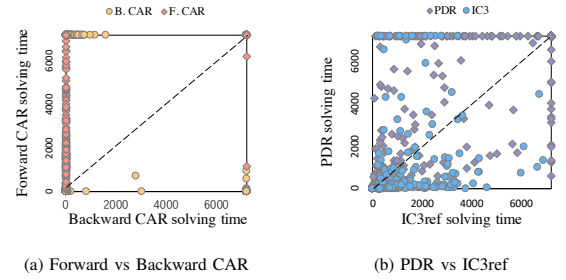 B. CAR F. CAR
Forward CAR solving time
6000
4000
2000
0
0 2000 4000 6000
Backward CAR solving time
(a) Forward vs Backward CAR
PDR IC3
PDR solving time
6000
4000
2000
0
0 2000 4000 6000
IC3ref solving time
(b) PDR vs IC3ref